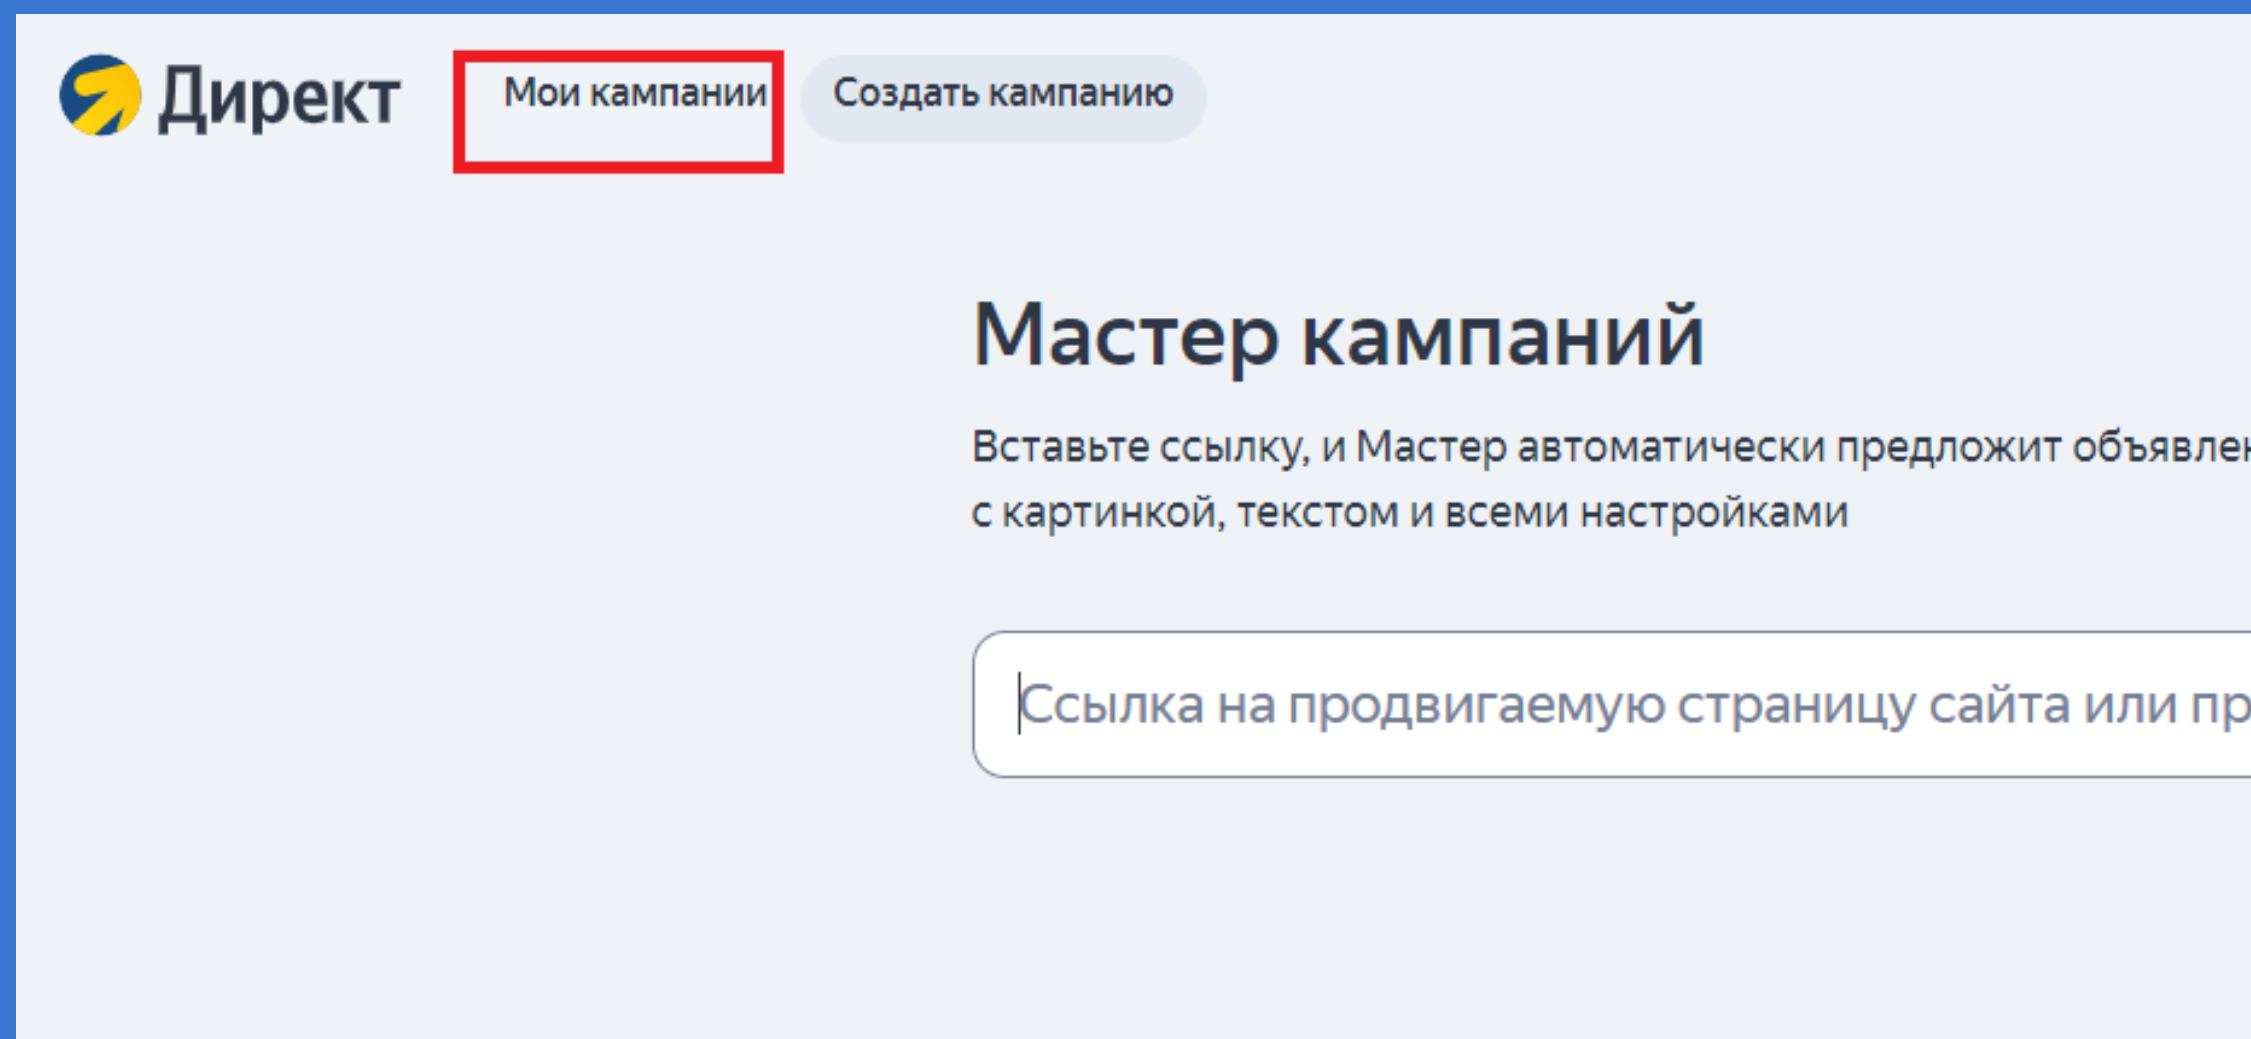 Директ Мои кампании Создать кампанию
Мастер кампаний
Вставьте ссылку, и Мастер автоматически предложит
с картинкой, текстом и всеми настройками
Ссылка на продвигаемую страницу сайта или